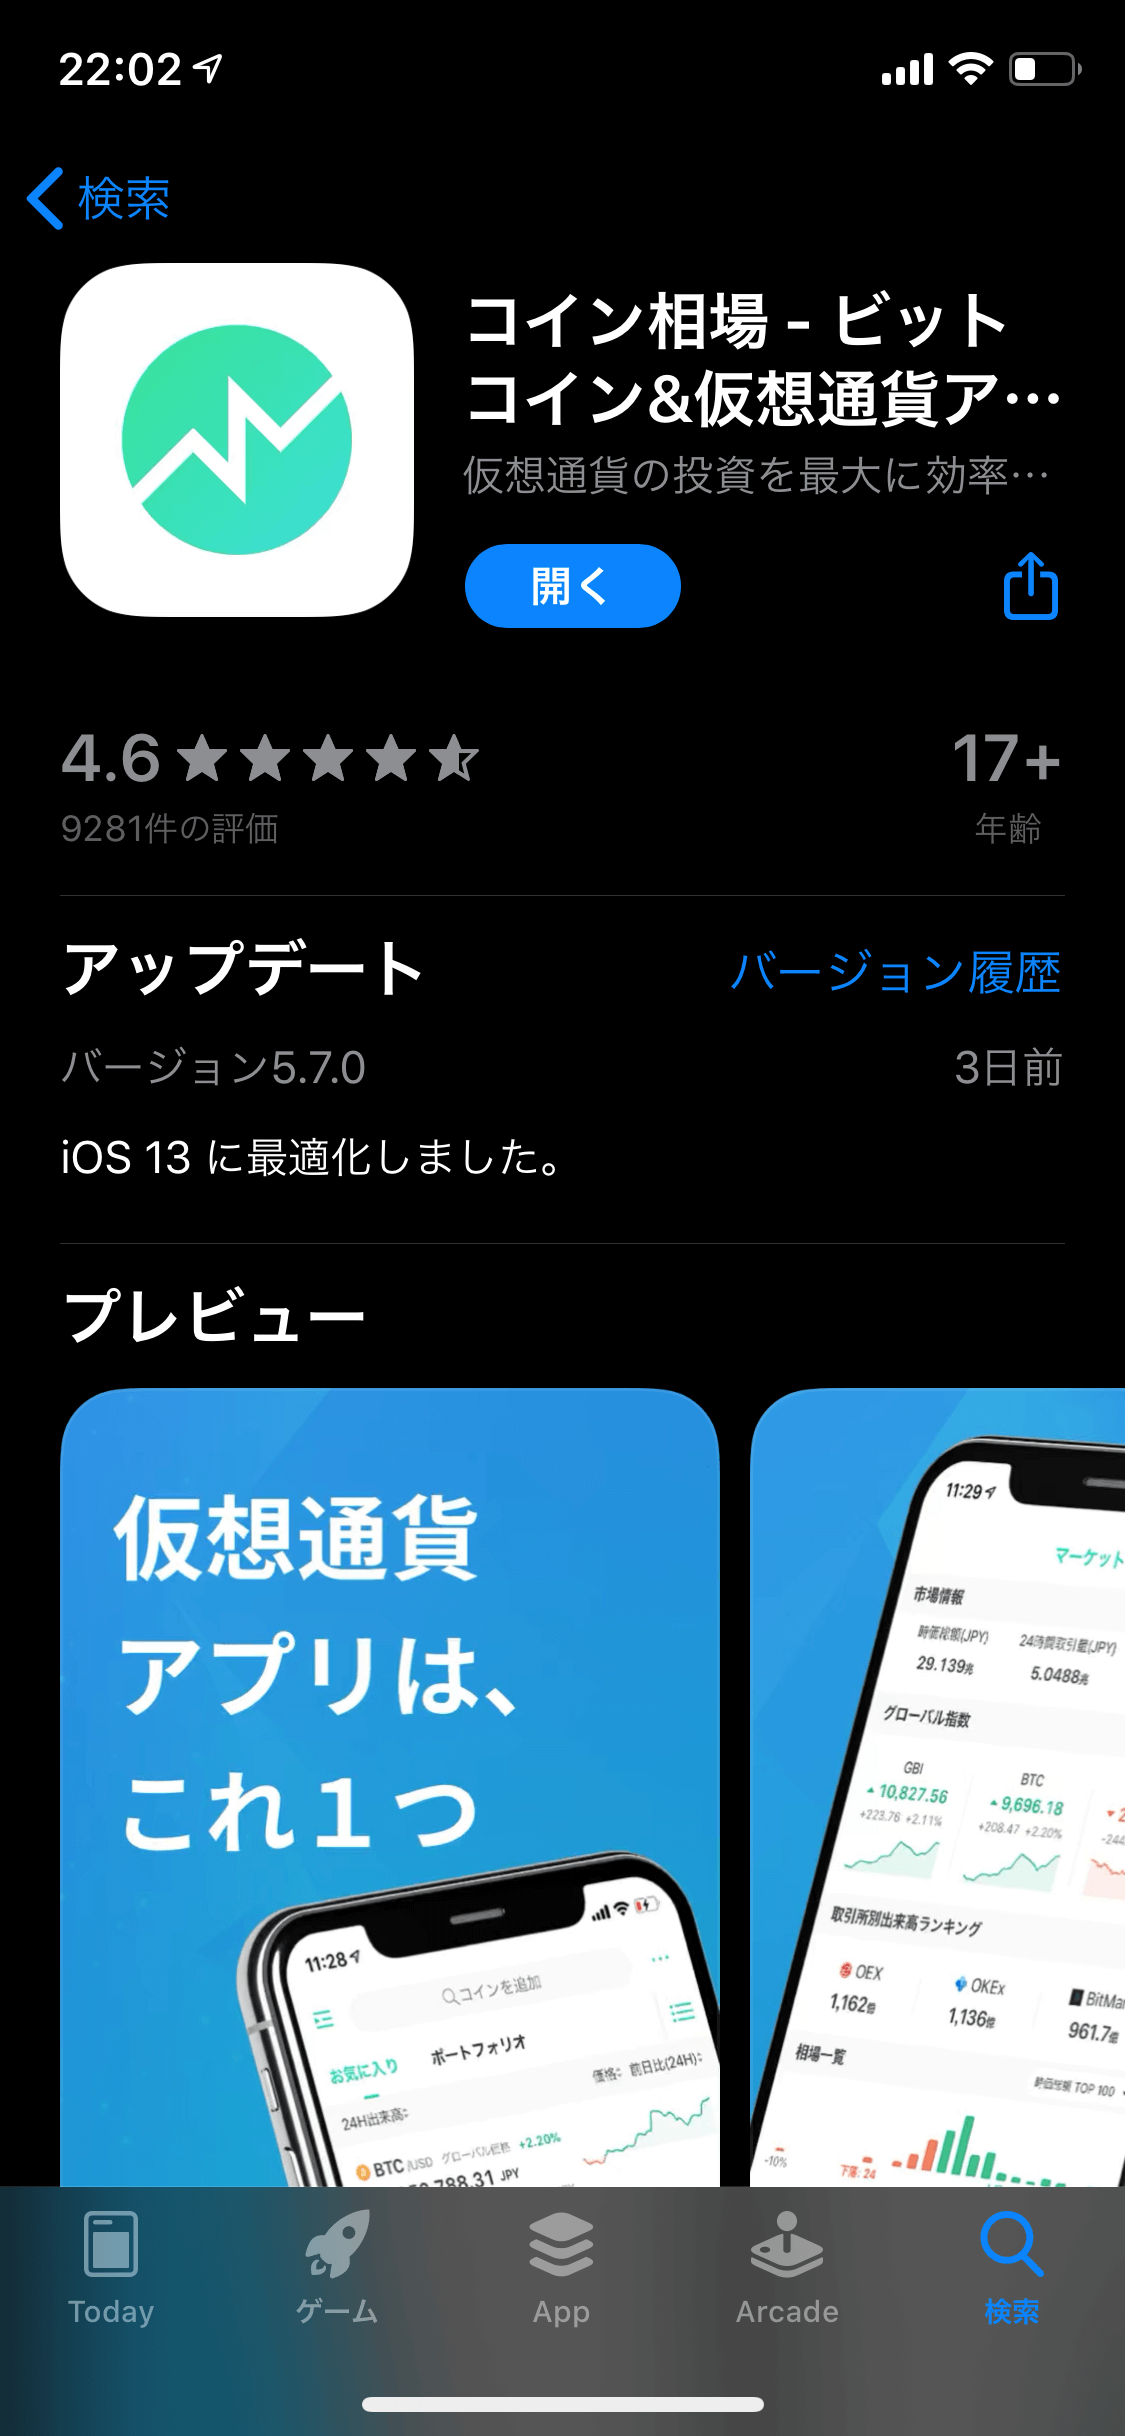 22:02
検索
コイン相場 - ビット
コイン&仮想通貨ア…
仮想通貨の投資を最大に効率…
開く
4.6
17+
9281件の評価
年齢
アップデート
バージョン履歴
バージョン5.7.0
3日前
iOS 13 に最適化しました。
プレビュー
仮想通貨
アプリは、
これ１つ
11:28
コインを追加
お気に入り
ポートフォリオ
24H出来高
価格 前日比(24H)
BTC /USD グローバル価格 +2.20%
788.31 JPY
11:29
マーケット
市場情報
時価総額(JPY)
24時間取引量(JPY)
29.139兆
5.0488兆
グローバル指数
GBI
BTC
10,827.56
9,696.18
+223.76 +2.11%
+208.47 +2.20%
取引所別出来高ランキング
OEX
OKEx
1,162億
1,136億
961.7億
相場一覧
時価総額 TOP 100
-10%
下落: 24
Today
ゲーム
App
Arcade
検索